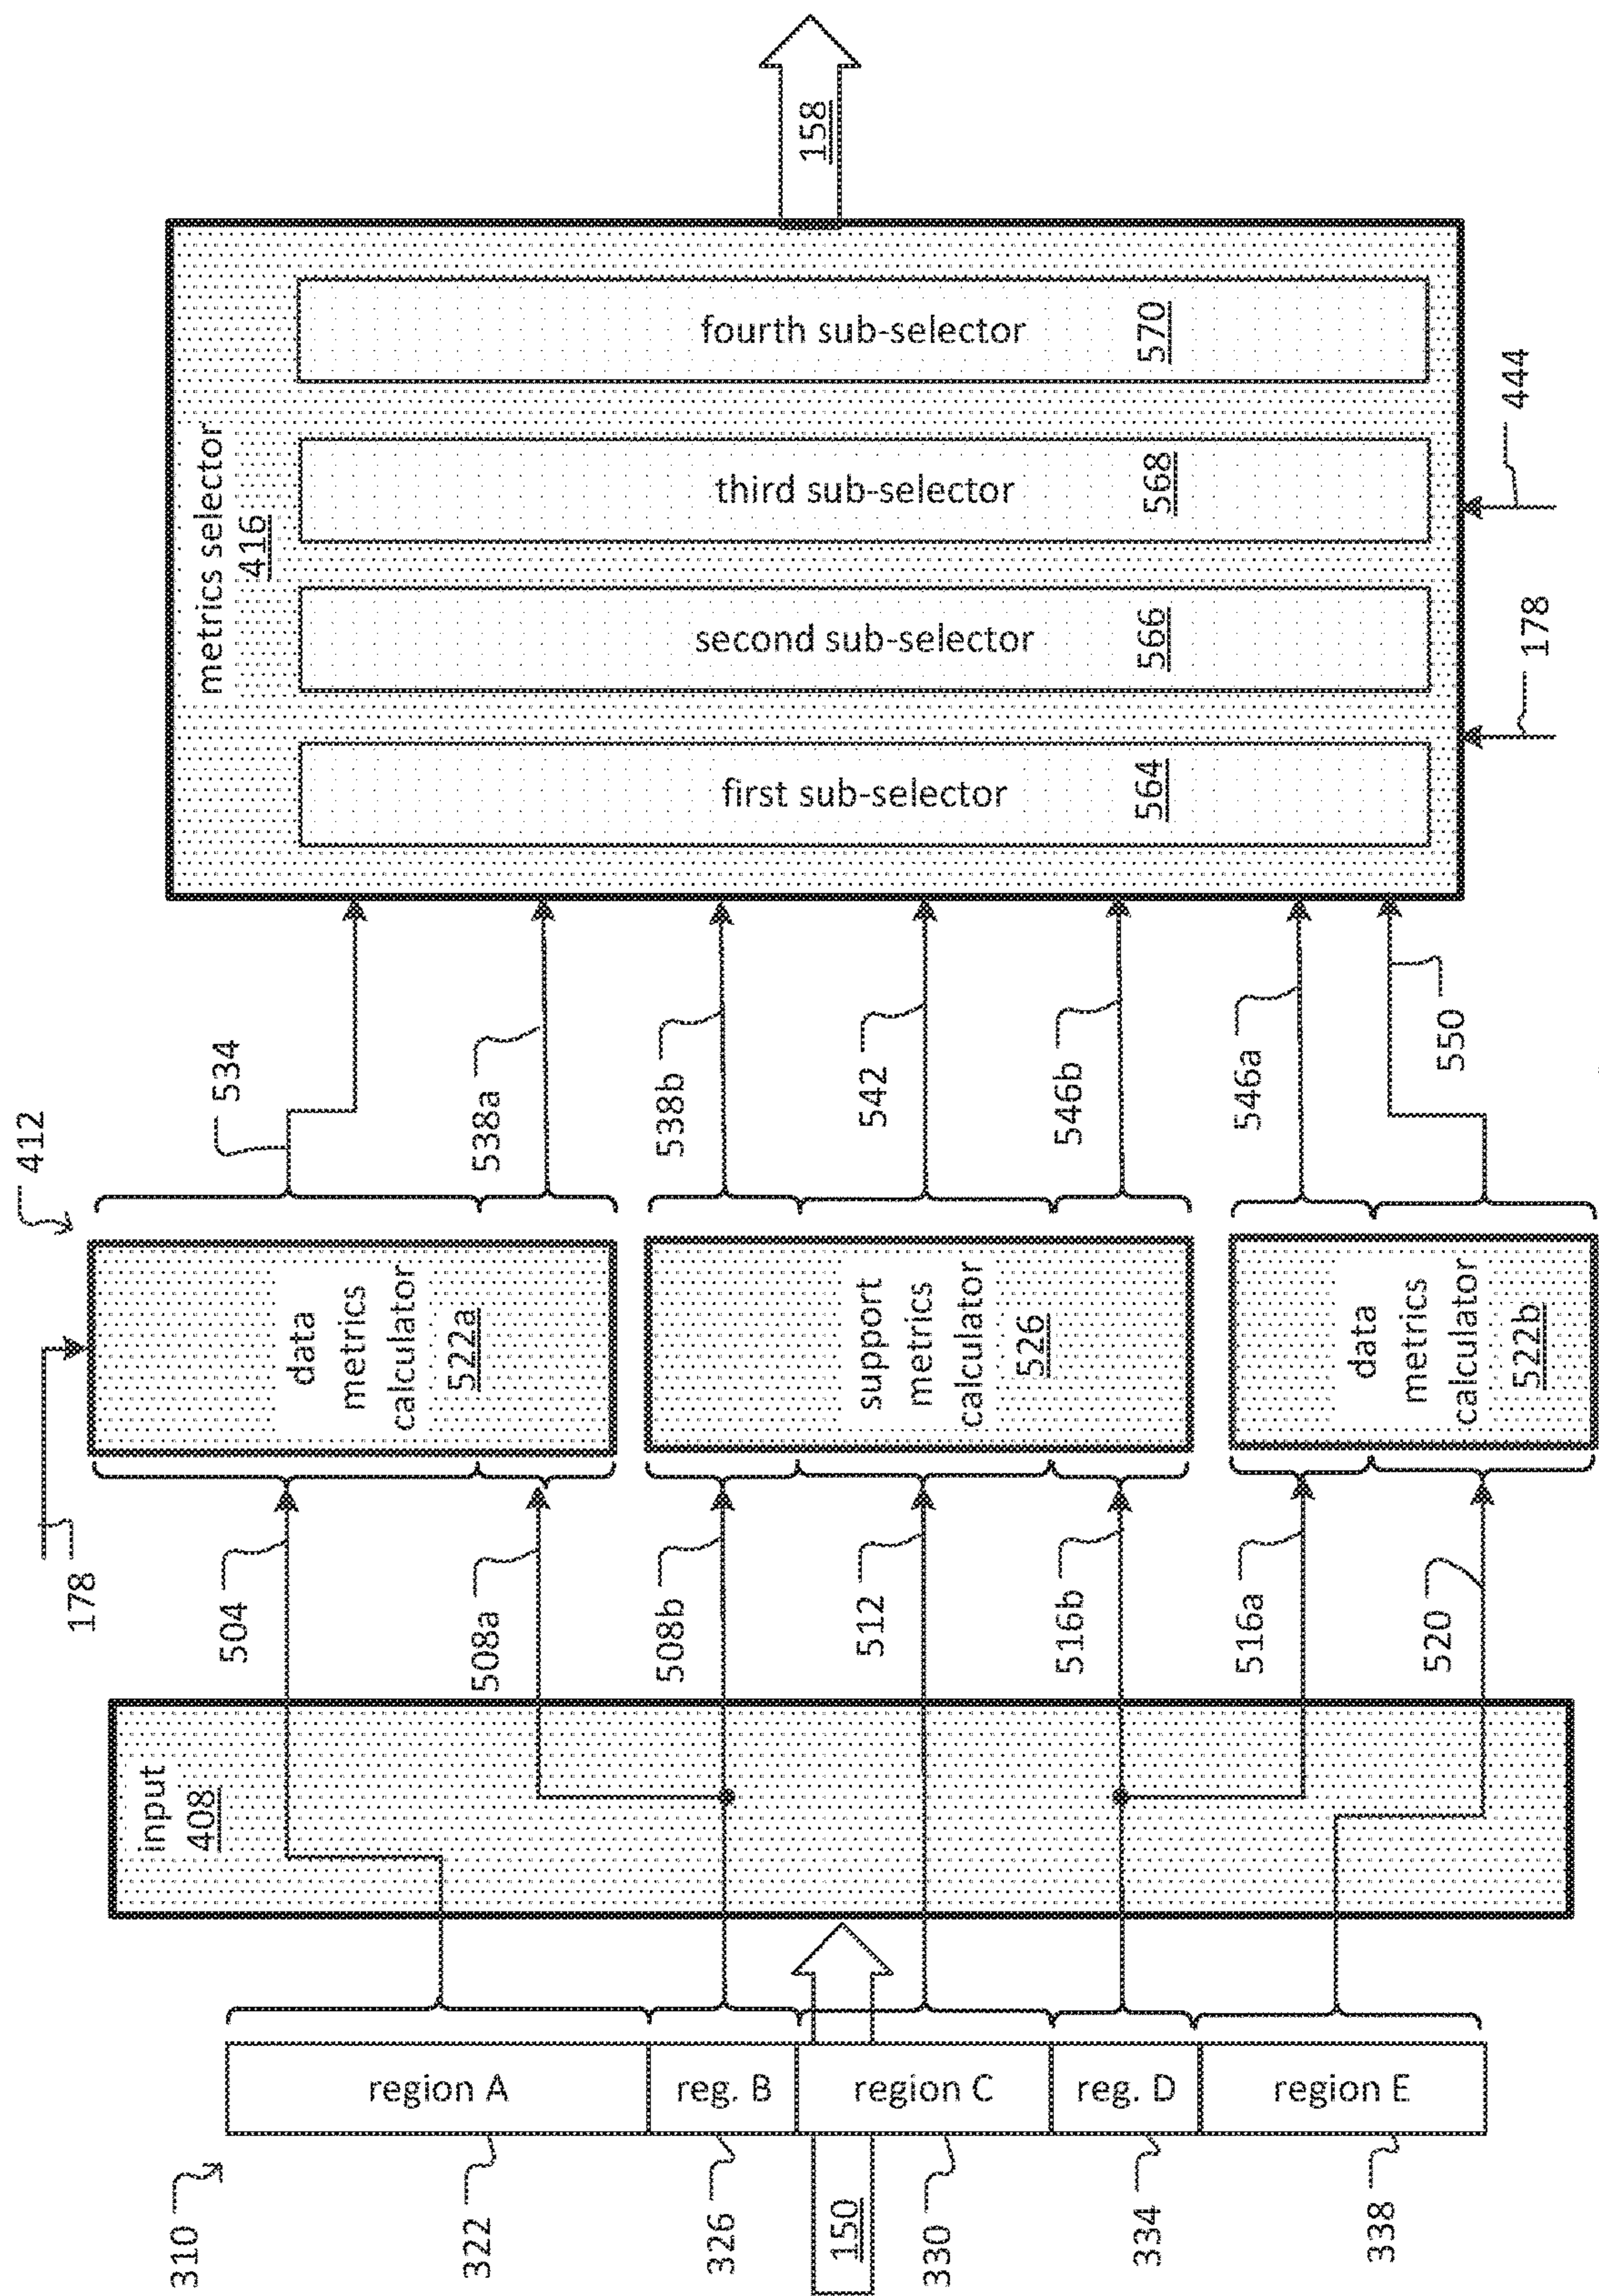 310
322
region A
326
reg. B
150
330
region C
334
reg. D
338
region E
input
408
178
412
504
508a
508b
512
516b
516a
520
data
metrics
calculator
522a
support
metrics
calculator
526
data
metrics
calculator
522b
534
538a
538b
542
546b
546a
550
metrics selector
416
first sub-selector
564
second sub-selector
566
third sub-selector
568
fourth sub-selector
570
178
444
158